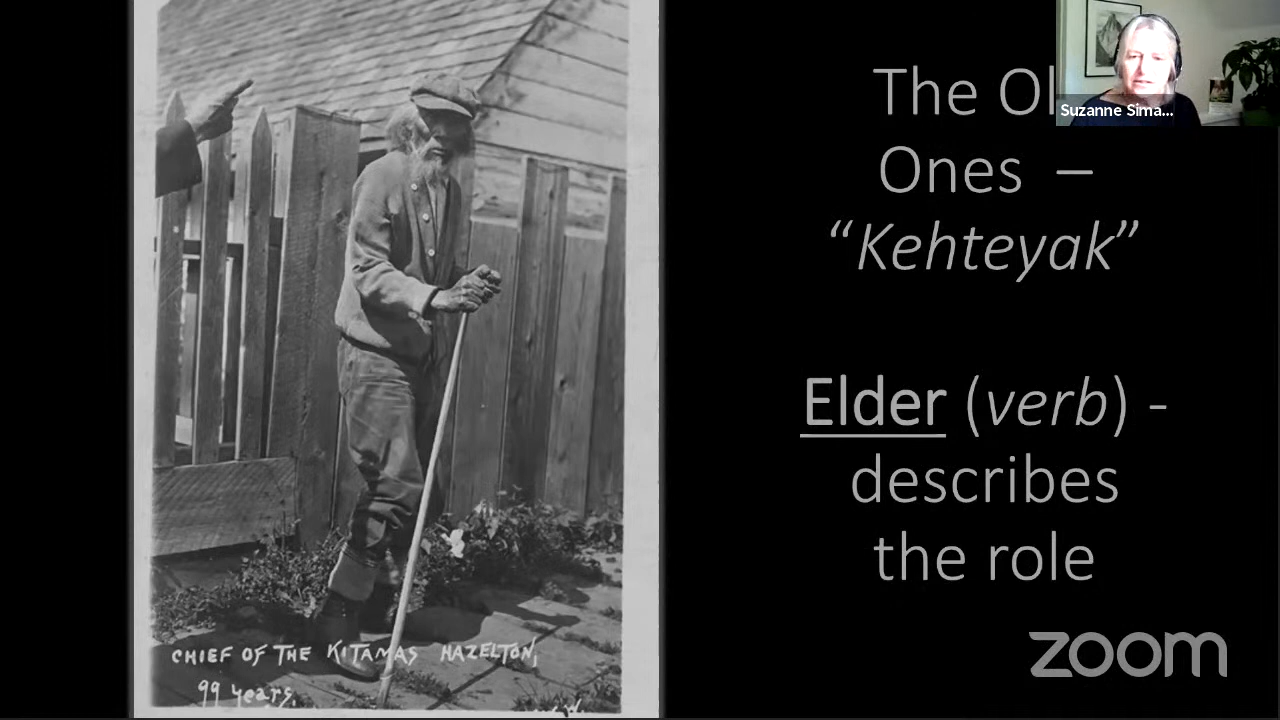 The Ol
Ones –
“Kehteyak”
Elder (verb) -
describes
the role
Suzanne Sima...
CHIEF OF THE KITAMAS HAZELTON,
99 years.
zoom